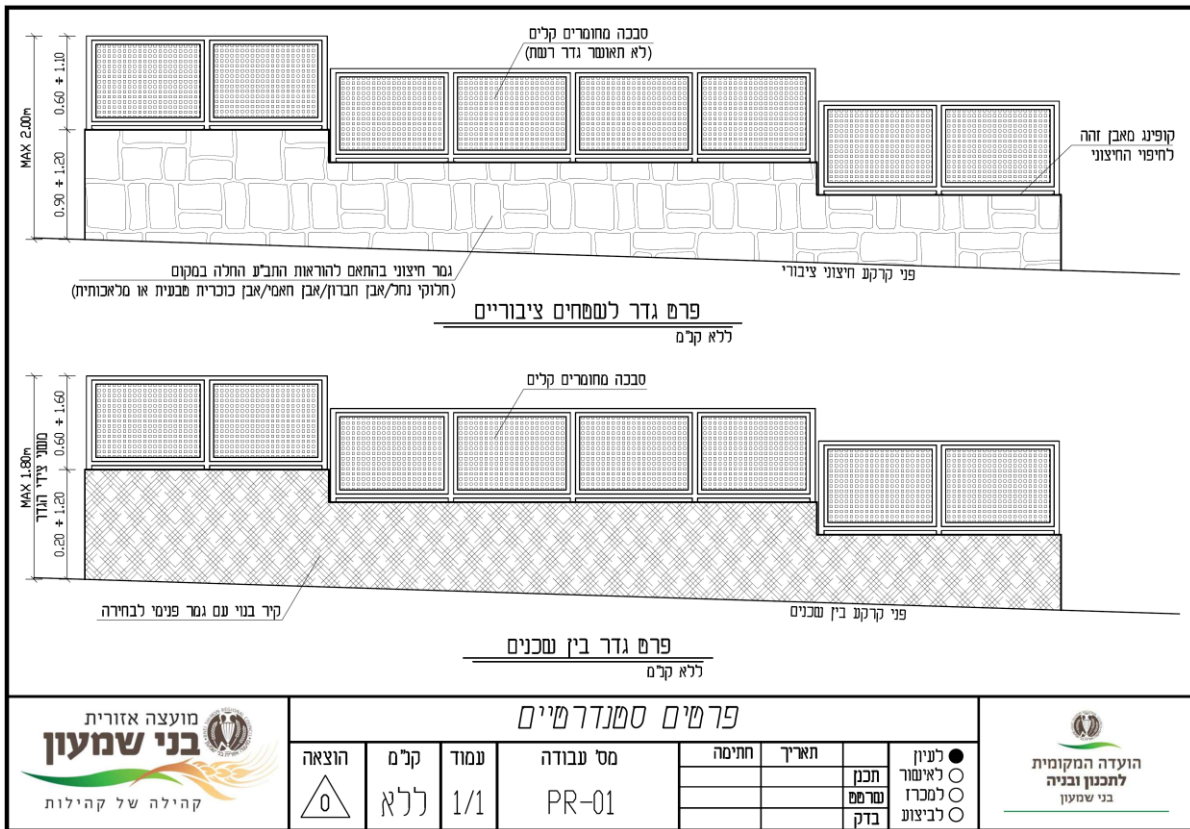 סבכה מחומרים קלים
(לא תאושר גדר רשת)
MAX 2.00m
0.60 ÷ 1.10
0.90 ÷ 1.20
קופינג מאבן זהה
לחיפוי החיצוני
פני קרקע חיצוני ציבורי
גמר חיצוני בהתאם להוראות התב"ע החלה במקום
(חלוקי נחל/אבן חברון/אבן חאמי/אבן כוכרית טבעית או מלאכותית)
פרט גדר לשטחים ציבוריים
ללא קנ"מ
סבכה מחומרים קלים
MAX 1.80m
משני צידי הגדר
0.60 ÷ 1.60
0.20 ÷ 1.20
קיר בנוי עם גמר פנימי לבחירה
פני קרקע בין שכנים
פרט גדר בין שכנים
ללא קנ"מ
פרטים סטנדרטיים
מועצה אזורית
בני שמעון
קהילה של קהילות
הוצאה
0
קנ"מ
ללא
עמוד
1/1
מס' עבודה
PR-01
חתימה
תאריך
תכנן
שרטט
בדק
לעיון
לאישור
למכרז
לביצוע
הועדה המקומית
לתכנון ובניה
בני שמעון